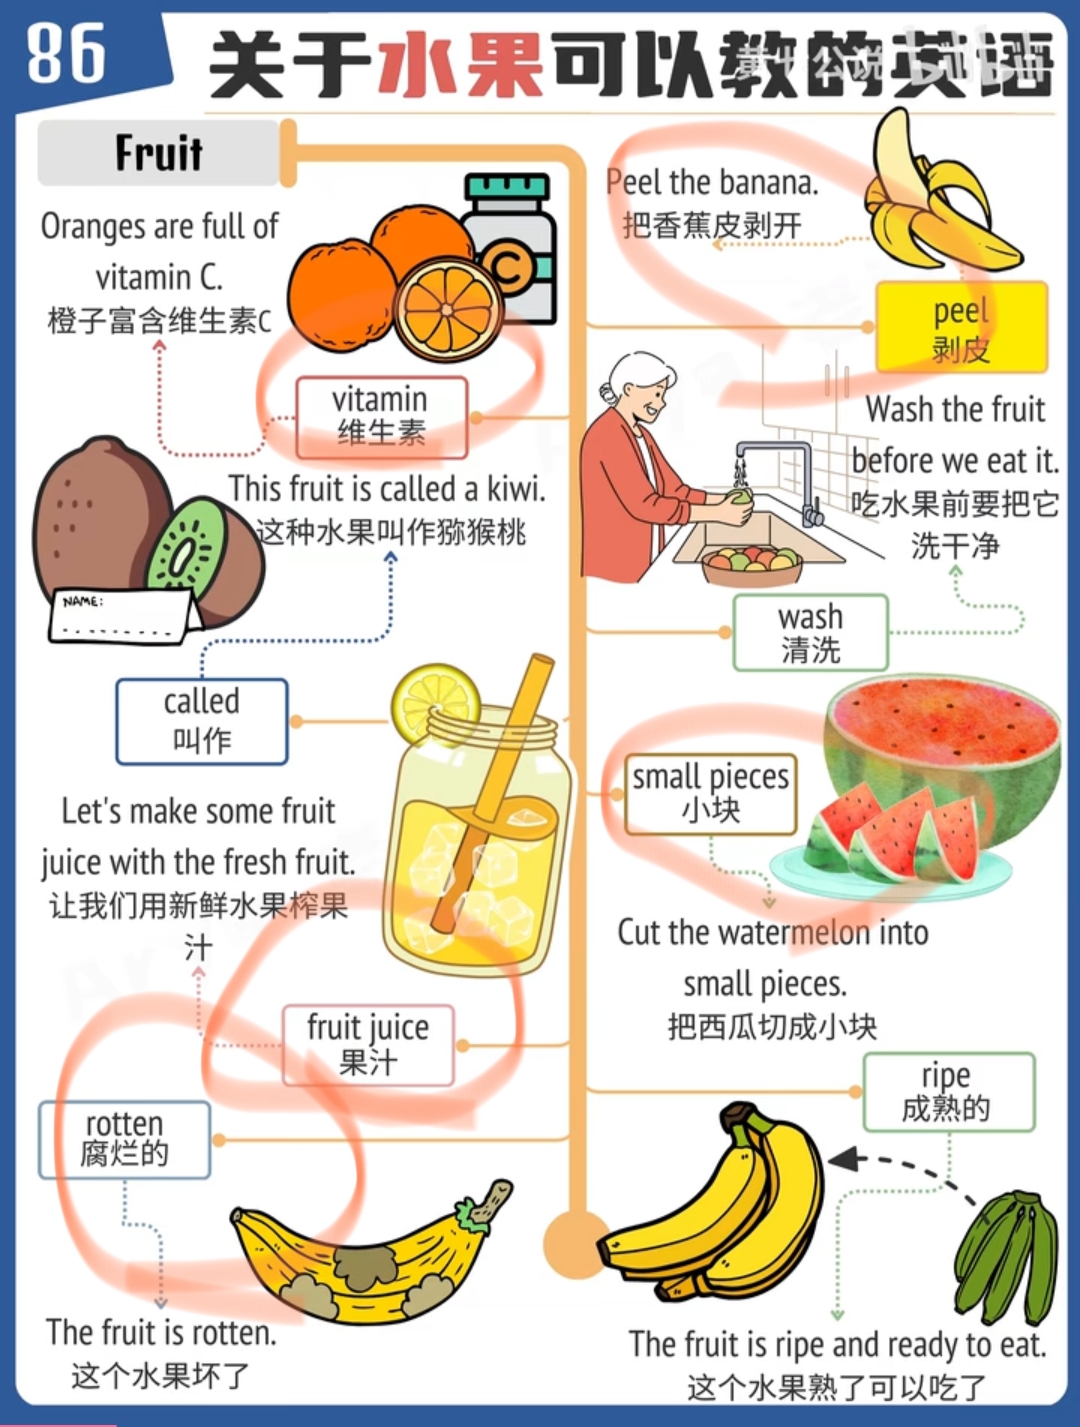 86
关于水果可以教的英语
Fruit
Oranges are full of
vitamin C.
橙子富含维生素C
C
vitamin
维生素
This fruit is called a kiwi.
这种水果叫作猕猴桃
NAME:
called
叫作
Let's make some fruit
juice with the fresh fruit.
让我们用新鲜水果榨果
汁
fruit juice
果汁
rotten
腐烂的
The fruit is rotten.
这个水果坏了
Peel the banana.
把香蕉皮剥开
peel
剥皮
Wash the fruit
before we eat it.
吃水果前要把它
洗干净
wash
清洗
small pieces
小块
Cut the watermelon into
small pieces.
把西瓜切成小块
ripe
成熟的
The fruit is ripe and ready to eat.
这个水果熟了可以吃了